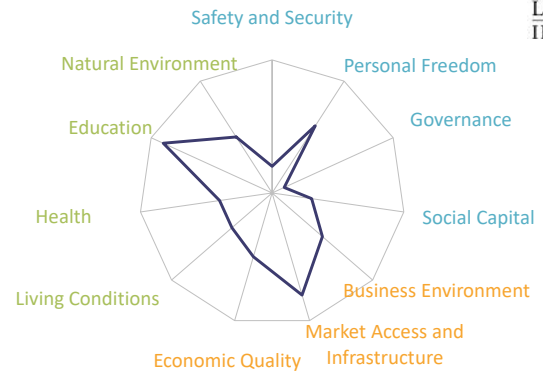 Safety and Security
Natural Environment
Personal Freedom
Education
Governance
Health
Social Capital
Living Conditions
Business Environment
Market Access and
Infrastructure
Economic Quality